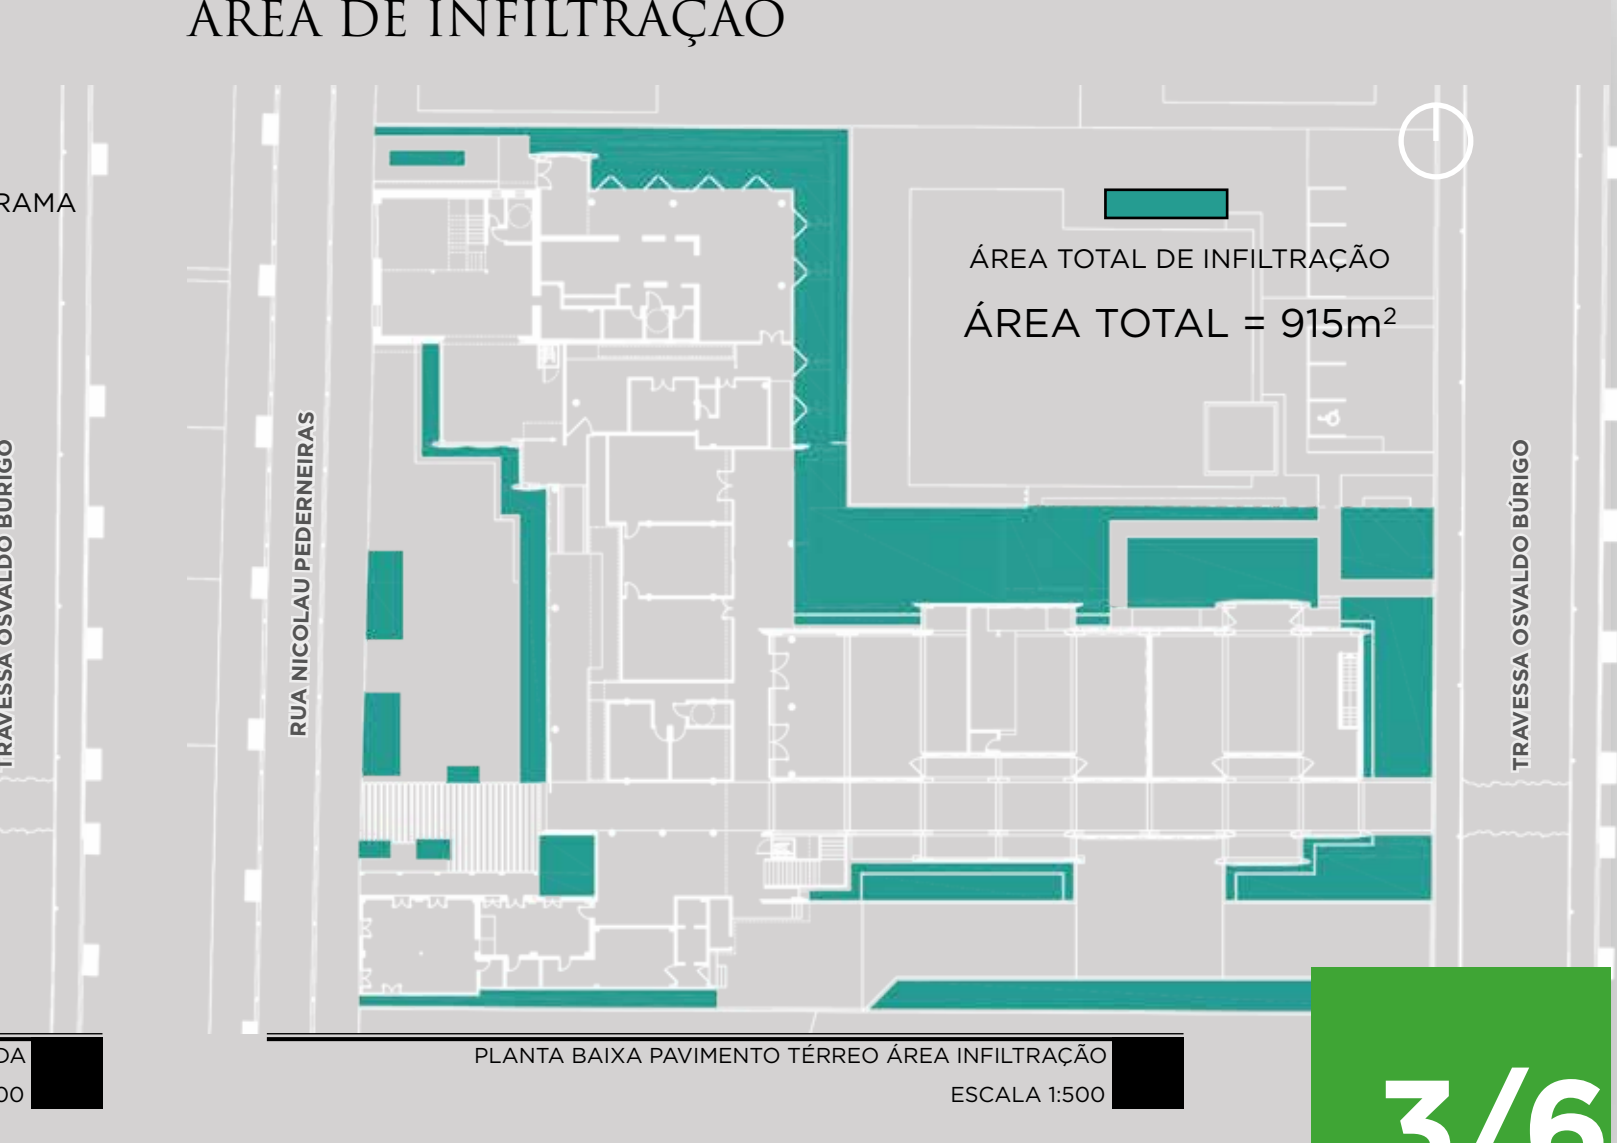 ÁREA DE INFILTRAÇÃO
RAMA
ÁREA TOTAL DE INFILTRAÇÃO
ÁREA TOTAL = 915m²
TRAVESSA OSVALDO BÚRIGO
RUA NICOLAU PEDERNEIRAS
TRAVESSA OSVALDO BÚRIGO
DA
00
PLANTA BAIXA PAVIMENTO TÉRREO ÁREA INFILTRAÇÃO
ESCALA 1:500
3/6